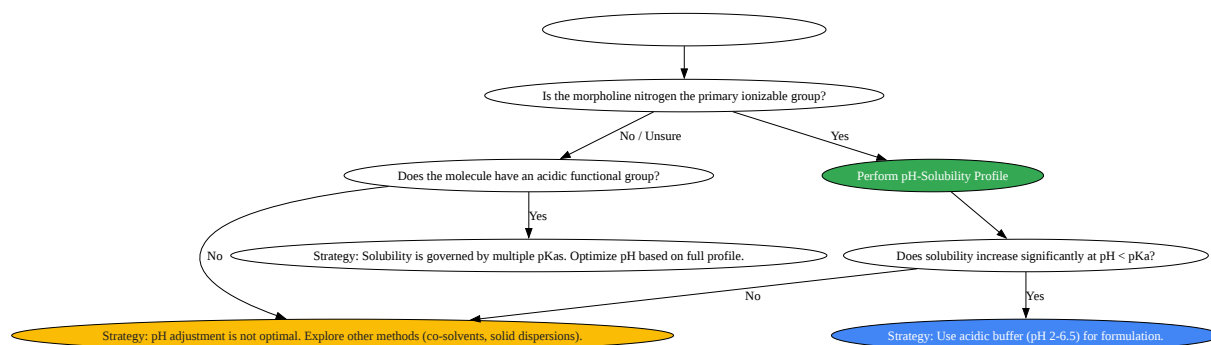 Is the morpholine nitrogen the primary ionizable group?
No / Unsure
Yes
Does the molecule have an acidic functional group?
Perform pH-Solubility Profile
Yes
No
Strategy: Solubility is governed by multiple pKas. Optimize pH based on full profile.
Does solubility increase significantly at pH < pKa?
No
Yes
Strategy: pH adjustment is not optimal. Explore other methods (co-solvents, solid dispersions).
Strategy: Use acidic buffer (pH 2-6.5) for formulation.